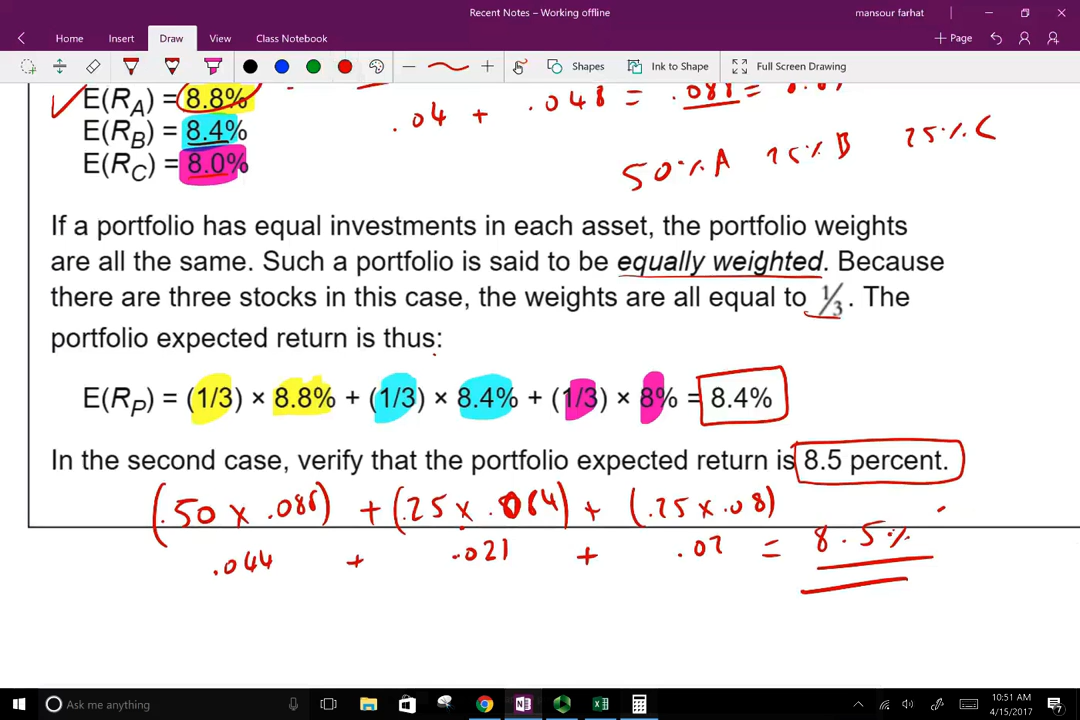 Recent Notes – Working offline
mansour farhat
Home Insert Draw View Class Notebook
Page
Shapes Ink to Shape Full Screen Drawing
E(R_A) = 8.8%
.04 + .048 = .088 =
E(R_B) = 8.4%
E(R_C) = 8.0%
50% A 25% B 25% C
If a portfolio has equal investments in each asset, the portfolio weights
are all the same. Such a portfolio is said to be equally weighted. Because
there are three stocks in this case, the weights are all equal to 1/3. The
portfolio expected return is thus:
E(R_P) = (1/3) × 8.8% + (1/3) × 8.4% + (1/3) × 8% = 8.4%
In the second case, verify that the portfolio expected return is 8.5 percent.
(.50 x .088) + (.25 x .084) + (.25 x .08)
.044 + .021 + .02 = 8.5%
Ask me anything
10:51 AM
4/15/2017
7